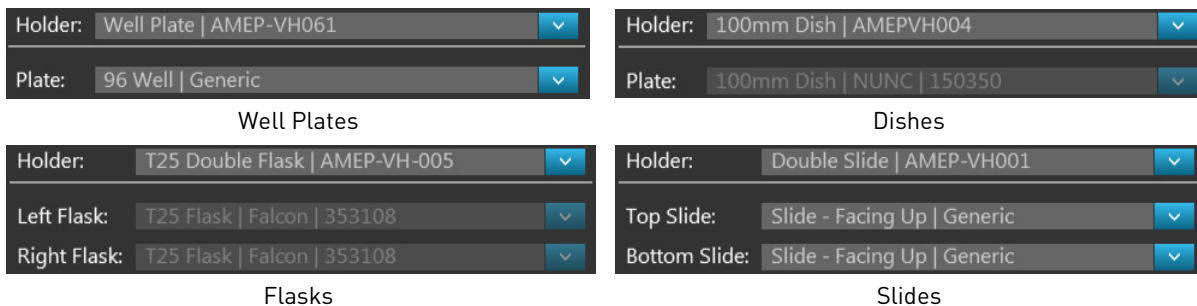 Holder: Well Plate | AMEP-VH061
Plate: 96 Well | Generic
Well Plates
Holder: 100mm Dish | AMEPVH004
Plate: 100mm Dish | NUNC | 150350
Dishes
Holder: T25 Double Flask | AMEP-VH-005
Left Flask: T25 Flask | Falcon | 353108
Right Flask: T25 Flask | Falcon | 353108
Flasks
Holder: Double Slide | AMEP-VH001
Top Slide: Slide - Facing Up | Generic
Bottom Slide: Slide - Facing Up | Generic
Slides